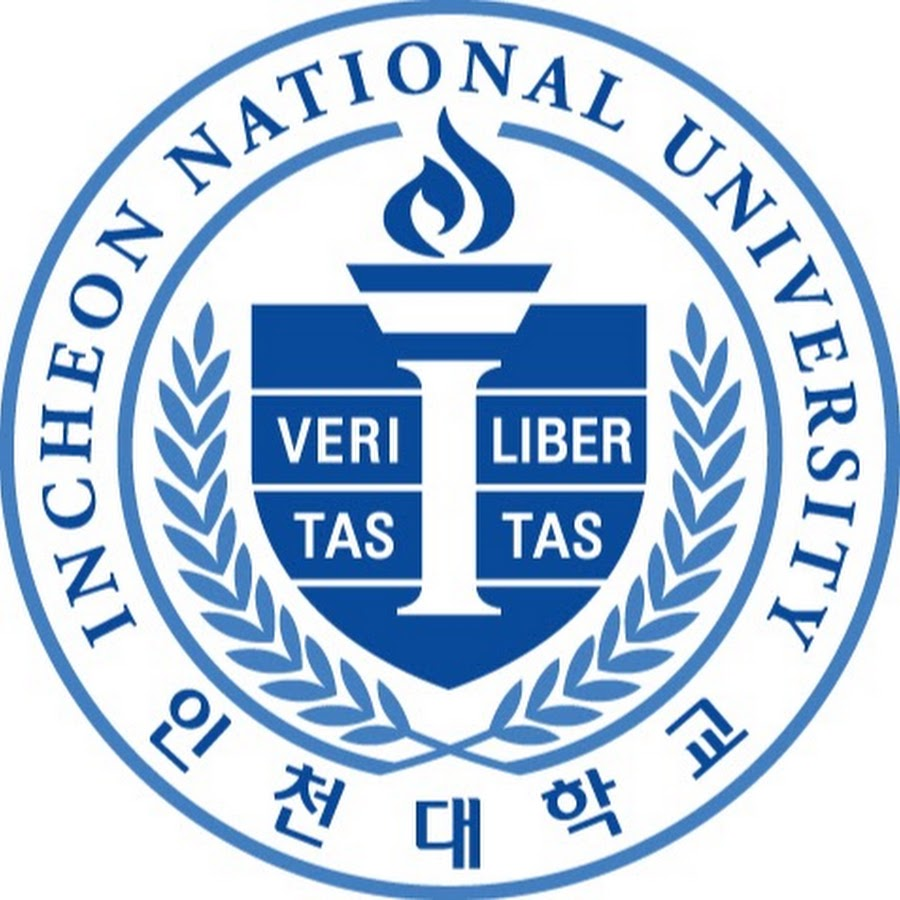 INCHEON NATIONAL UNIVERSITY
VERI LIBER
TAS TAS
인천대학교